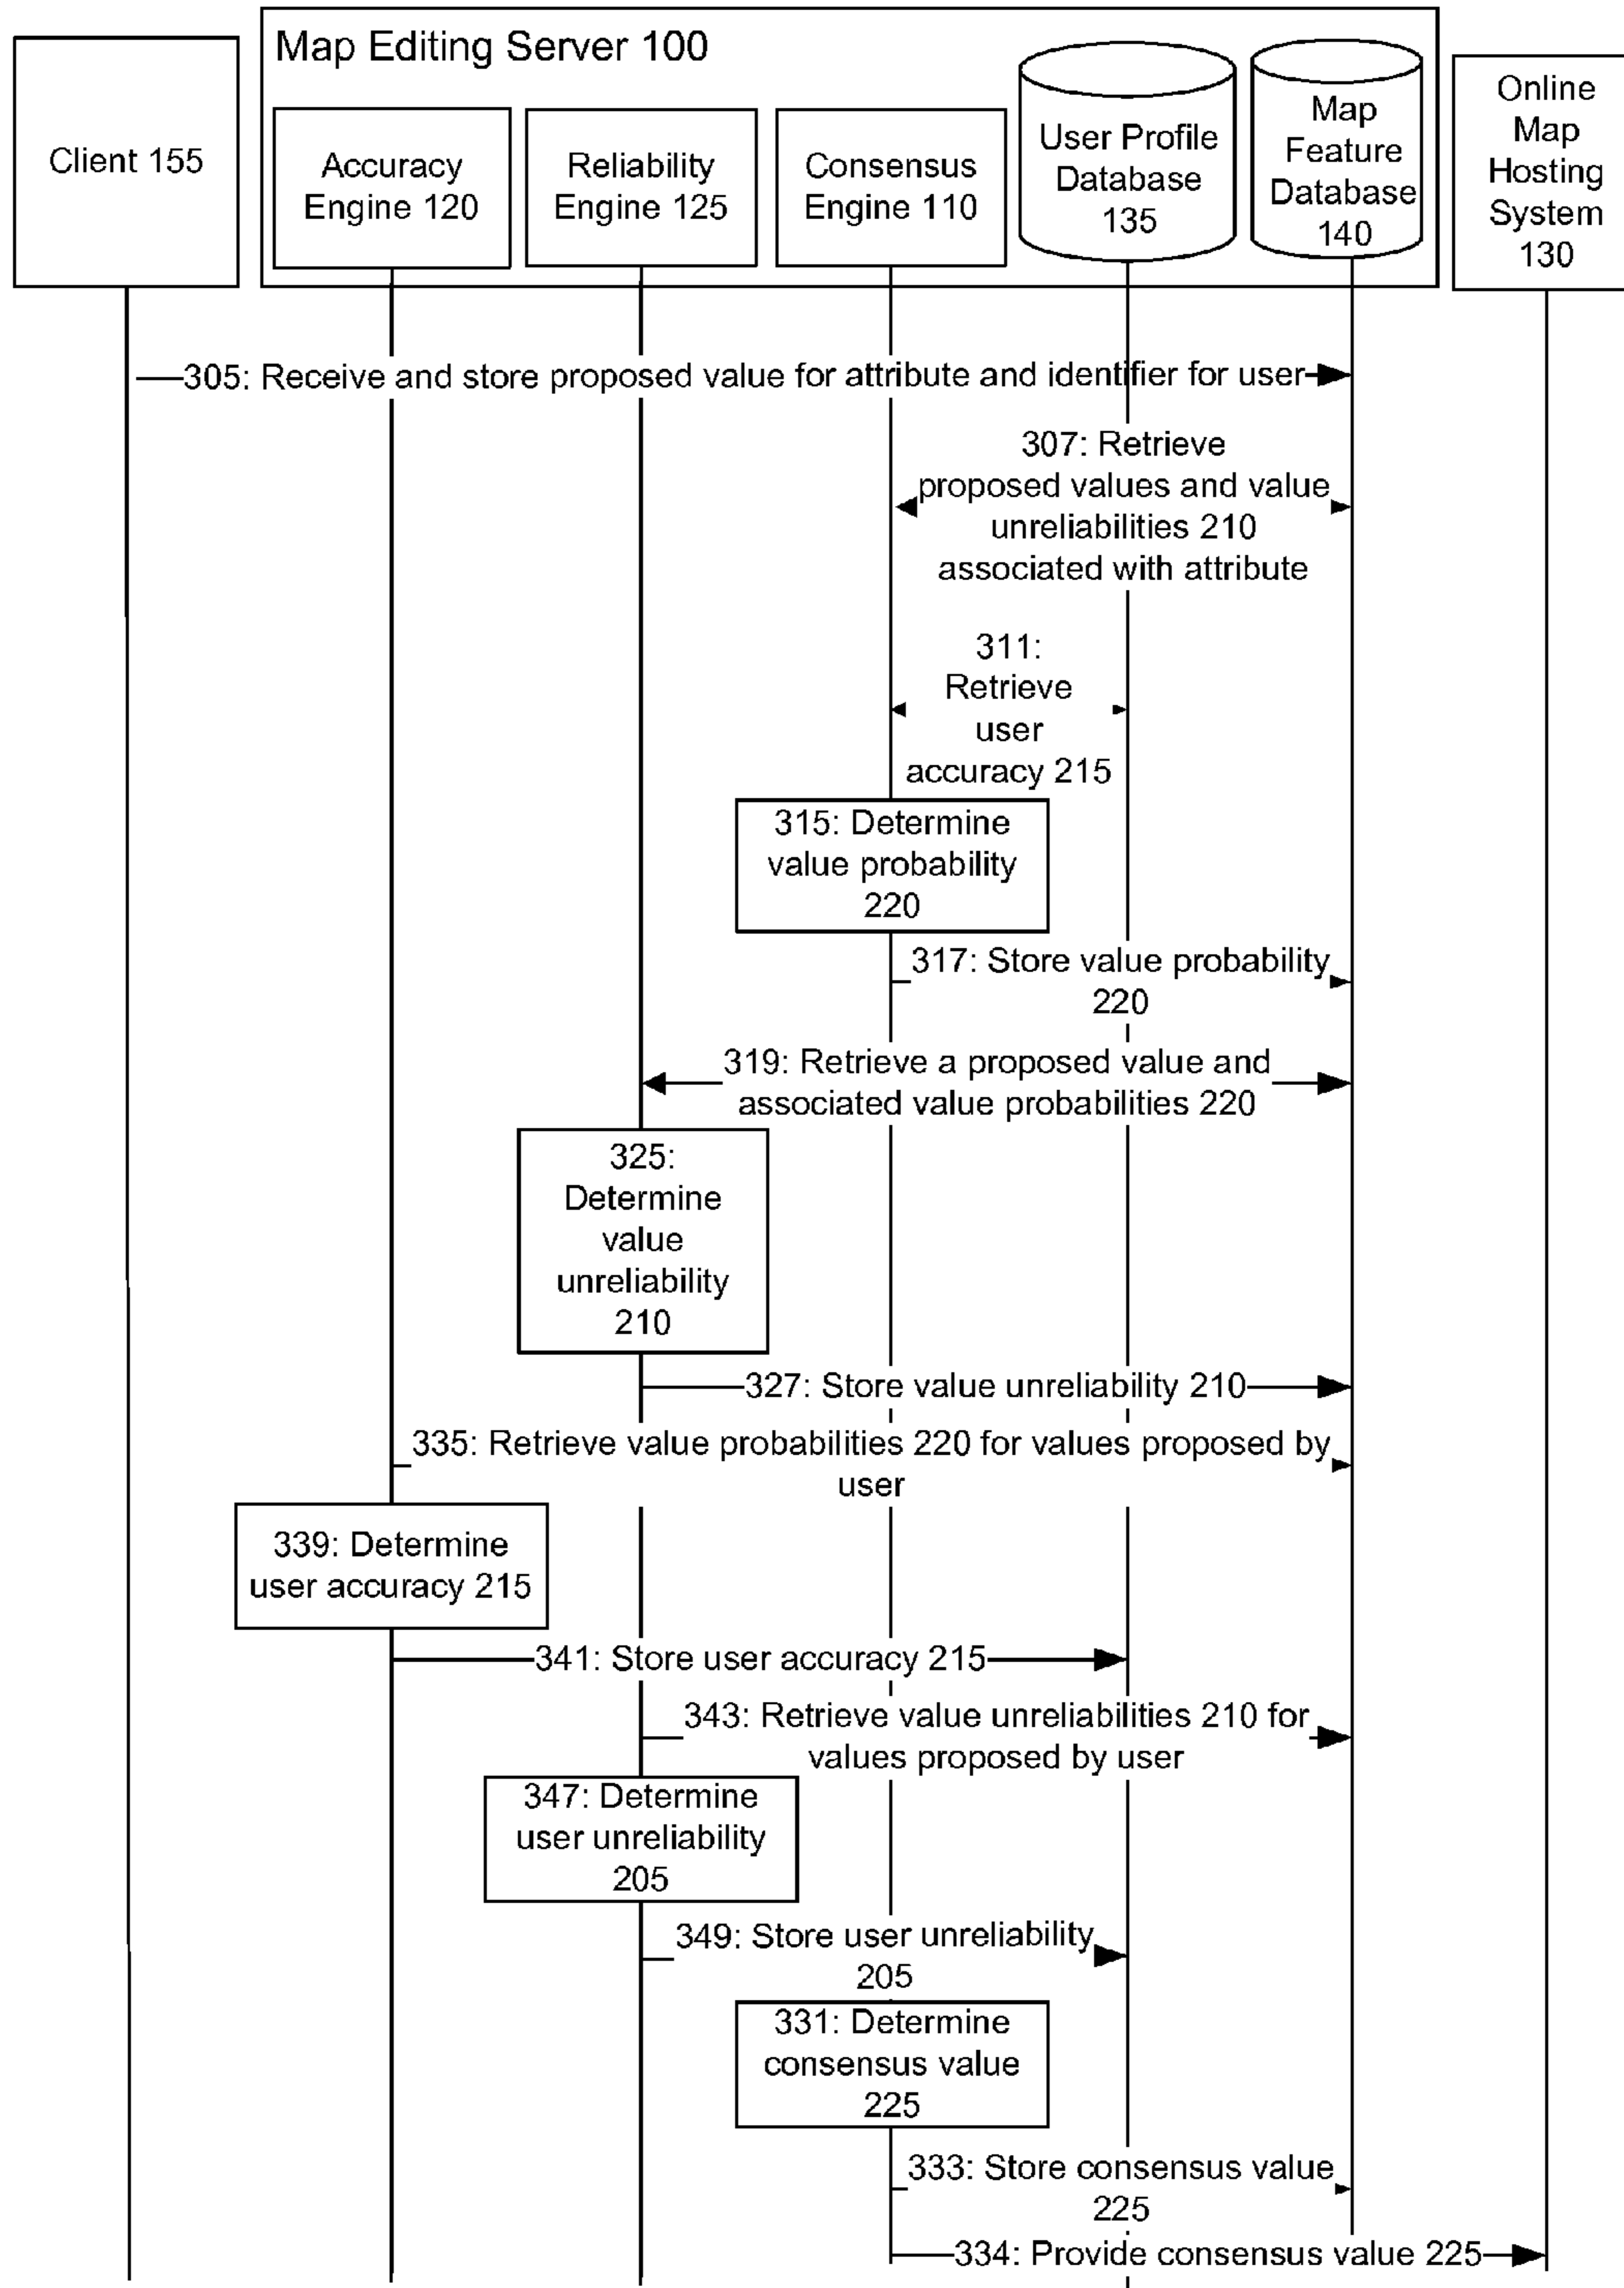 Map Editing Server 100
Client 155
Accuracy
Engine 120
Reliability
Engine 125
Consensus
Engine 110
User Profile
Database
135
Map
Feature
Database
140
Online
Map
Hosting
System
130
305: Receive and store proposed value for attribute and identifier for user
307: Retrieve
proposed values and value
unreliabilities 210
associated with attribute
311:
Retrieve
user
accuracy 215
315: Determine
value probability
220
317: Store value probability
220
319: Retrieve a proposed value and
associated value probabilities 220
325:
Determine
value
unreliability
210
327: Store value unreliability 210
335: Retrieve value probabilities 220 for values proposed by
user
339: Determine
user accuracy 215
341: Store user accuracy 215
343: Retrieve value unreliabilities 210 for
values proposed by user
347: Determine
user unreliability
205
349: Store user unreliability
205
331: Determine
consensus value
225
333: Store consensus value
225
334: Provide consensus value 225